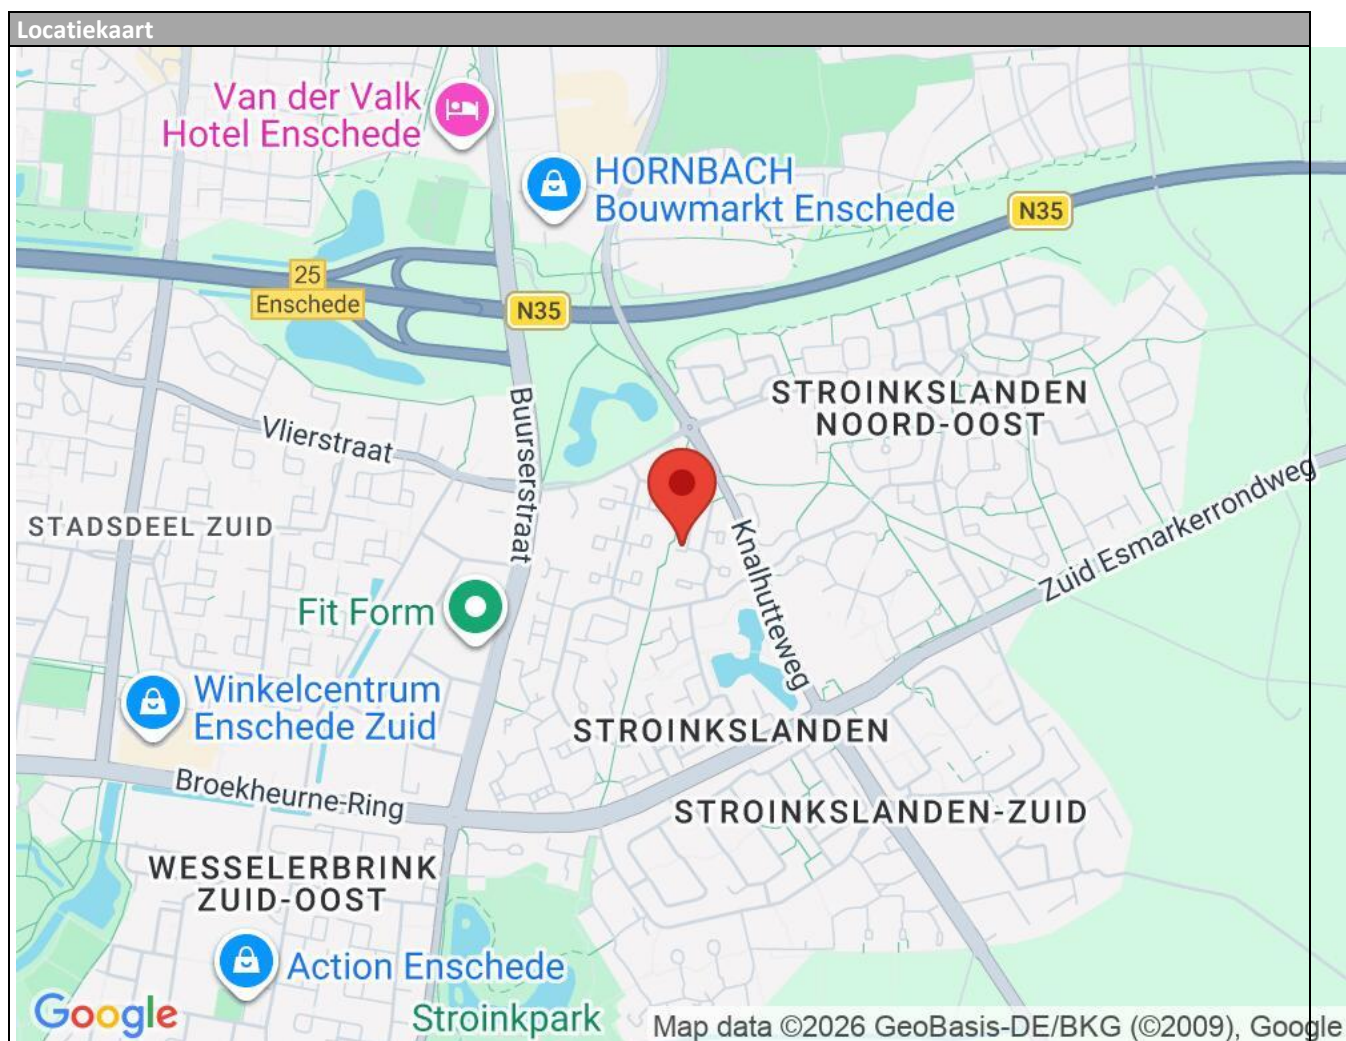 Locatiekaart
Van der Valk
Hotel Enschede
HORNBACH
Bouwmarkt Enschede
N35
25
Enschede
N35
STROINKSLANDEN
NOORD-OOST
Vlierstraat
Buurserstraat
STADSDEEL ZUID
Knalhutteweg
Zuid Esmarkerrondweg
Fit Form
Winkelcentrum
Enschede Zuid
STROINKSLANDEN
Broekheurne-Ring
STROINKSLANDEN-ZUID
WESSELERBRINK
ZUID-OOST
Action Enschede
Google
Stroinkpark
Map data ©2026 GeoBasis-DE/BKG (©2009), Google